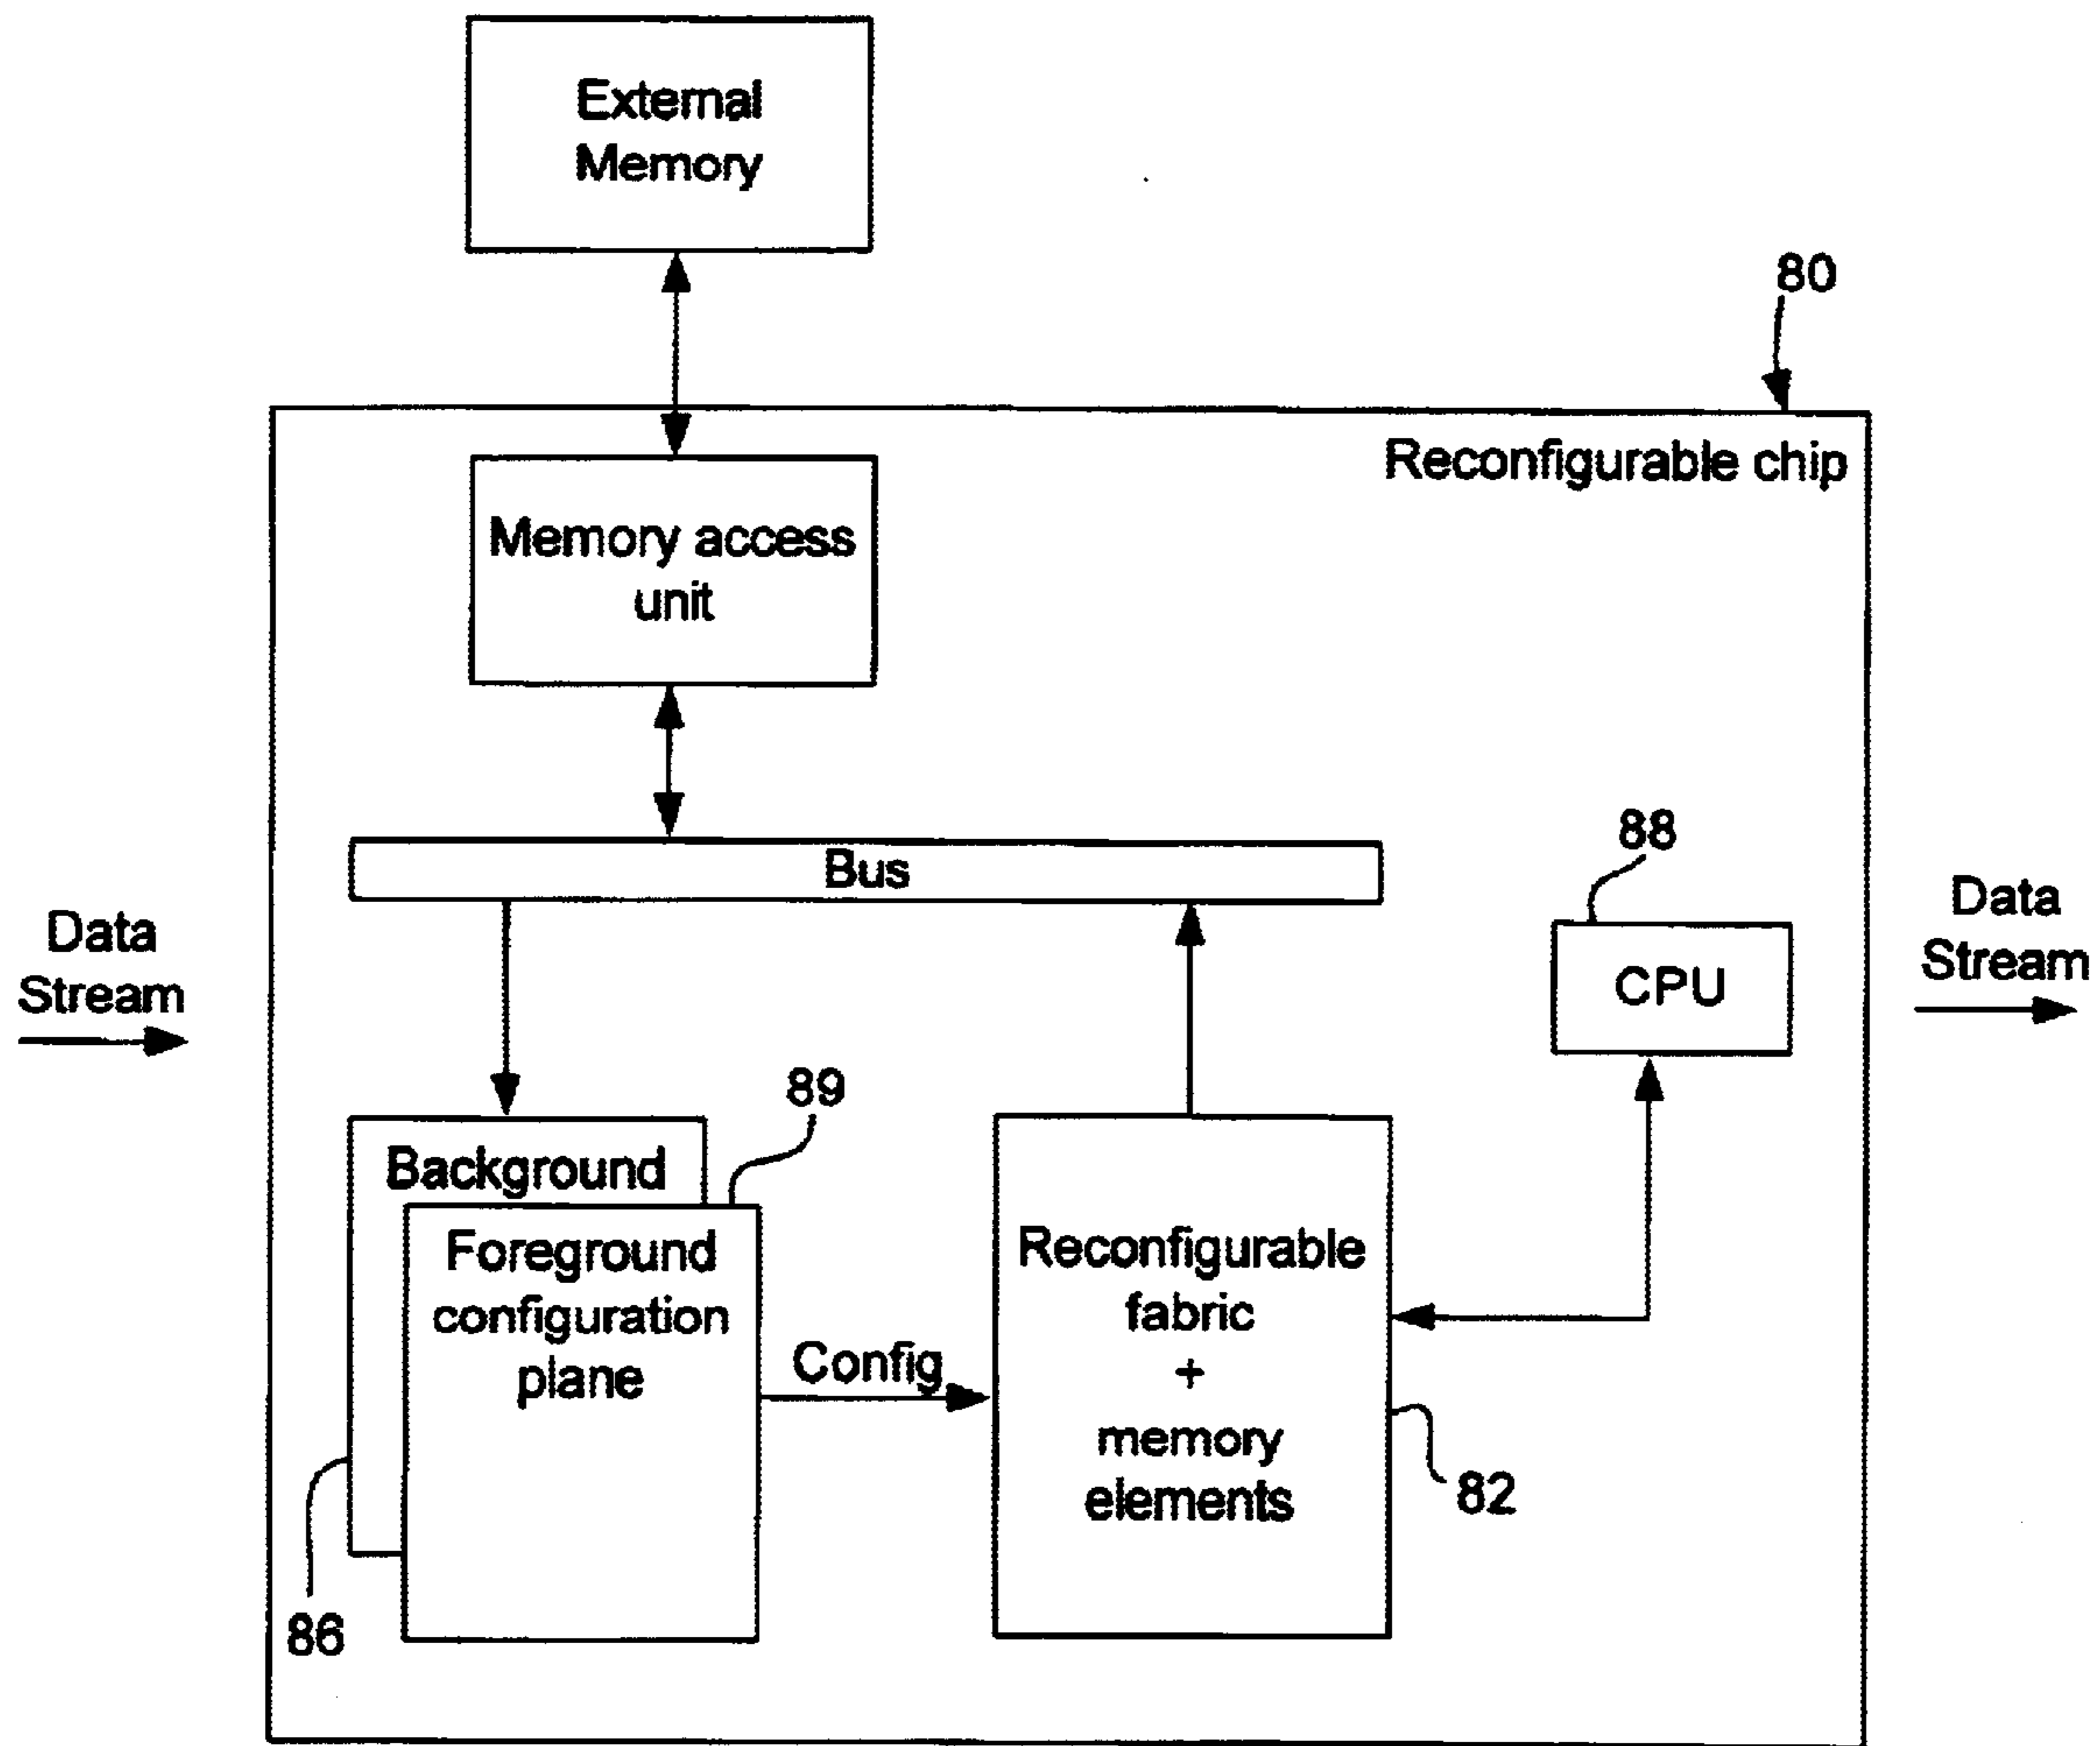 External
Memory
80
Reconfigurable chip
Memory access
unit
Bus
88
Data
Stream
CPU
Data
Stream
89
Background
Foreground
configuration
plane
Config
Reconfigurable
fabric
+
memory
elements
82
86